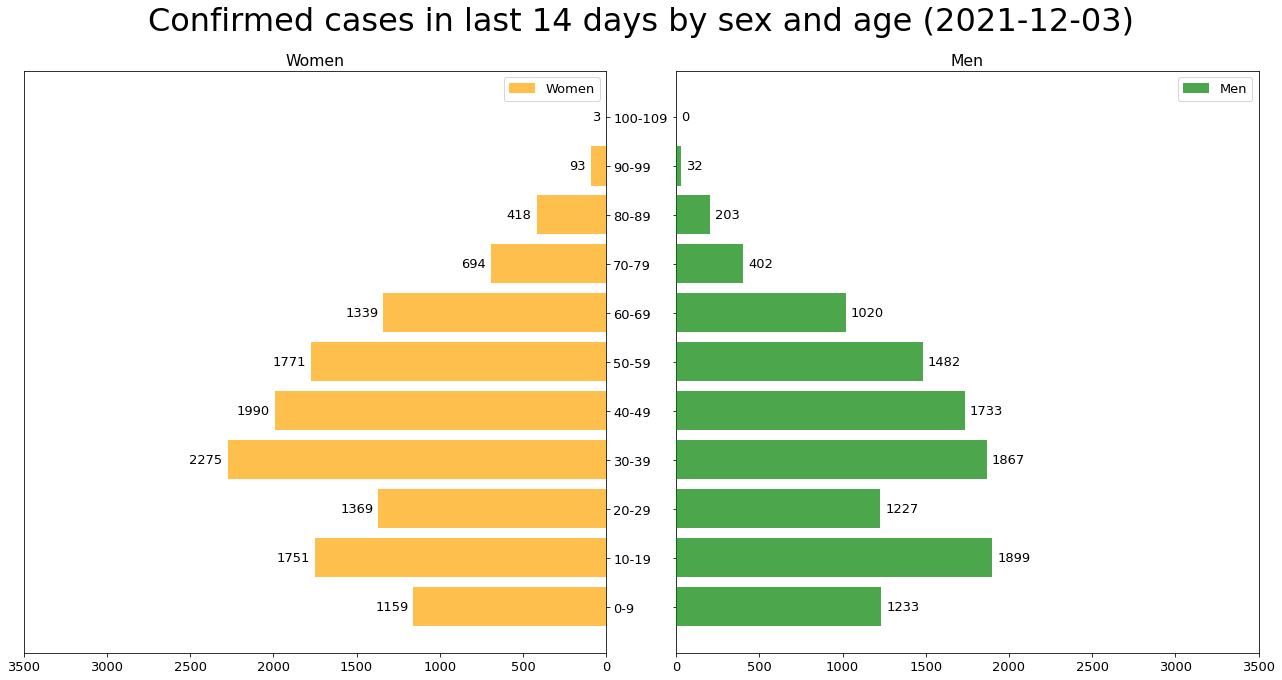 Confirmed cases in last 14 days by sex and age (2021-12-03)
Women
Men
Women
Men
3 100-109 0
93 90-99 32
418 80-89 203
694 70-79 402
1339 60-69 1020
1771 50-59 1482
1990 40-49 1733
2275 30-39 1867
1369 20-29 1227
1751 10-19 1899
1159 0-9 1233
3500 3000 2500 2000 1500 1000 500 0
0 500 1000 1500 2000 2500 3000 3500